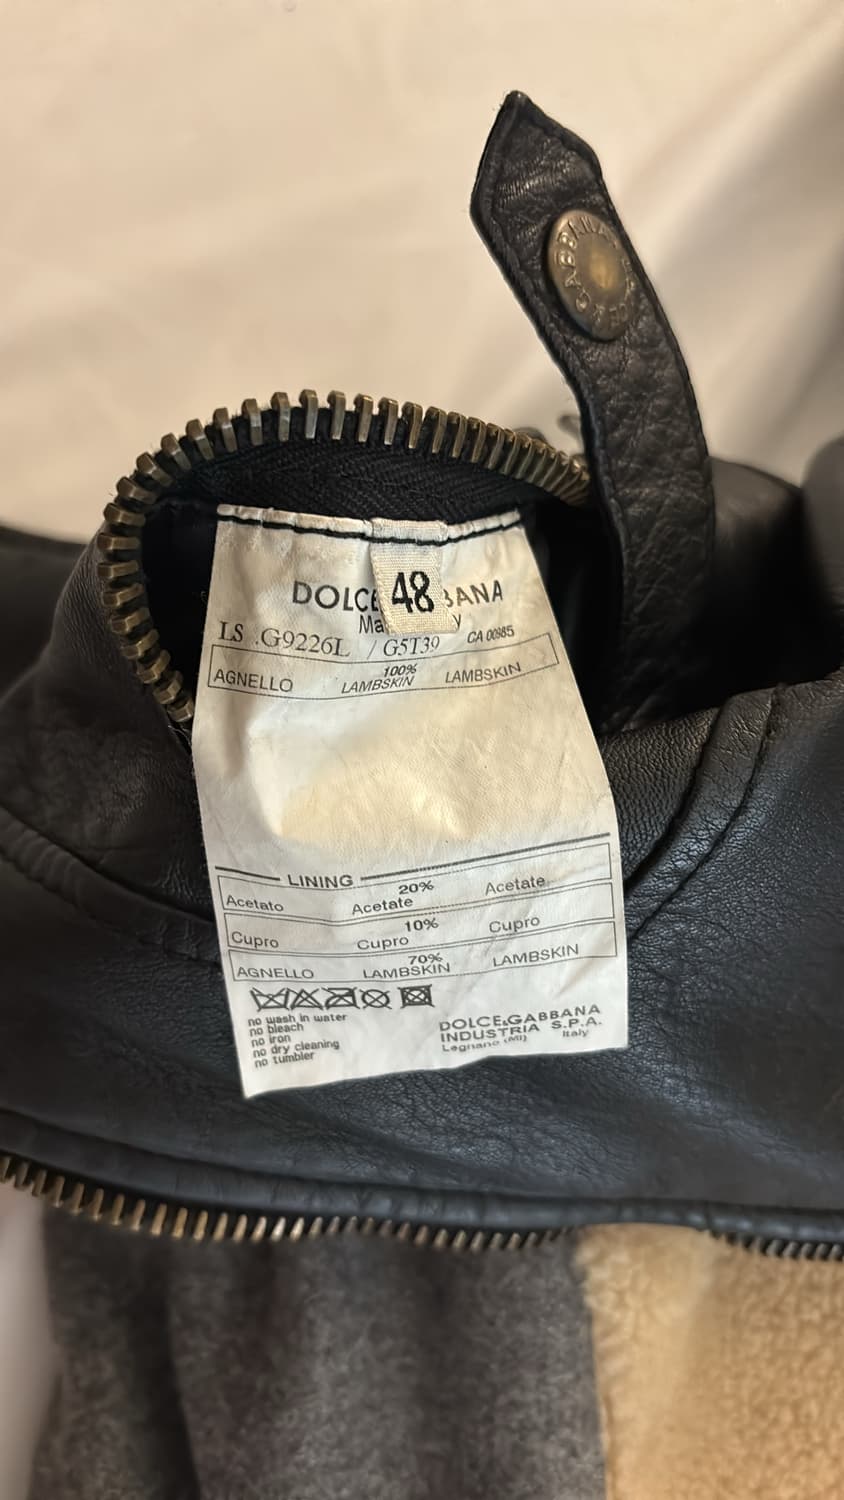 GABBANA
DOLCE
48
DOLCE BANA
Ma y
LS .G9226L / G5T39 CA 00985
100%
AGNELLO LAMBSKIN LAMBSKIN
LINING
20%
Acetato Acetate Acetate
10%
Cupro Cupro Cupro
70%
AGNELLO LAMBSKIN LAMBSKIN
no wash in water
no bleach
no iron
no dry cleaning
no tumbler
DOLCE&GABBANA
INDUSTRIA S.P.A.
Legnano (MI) Italy